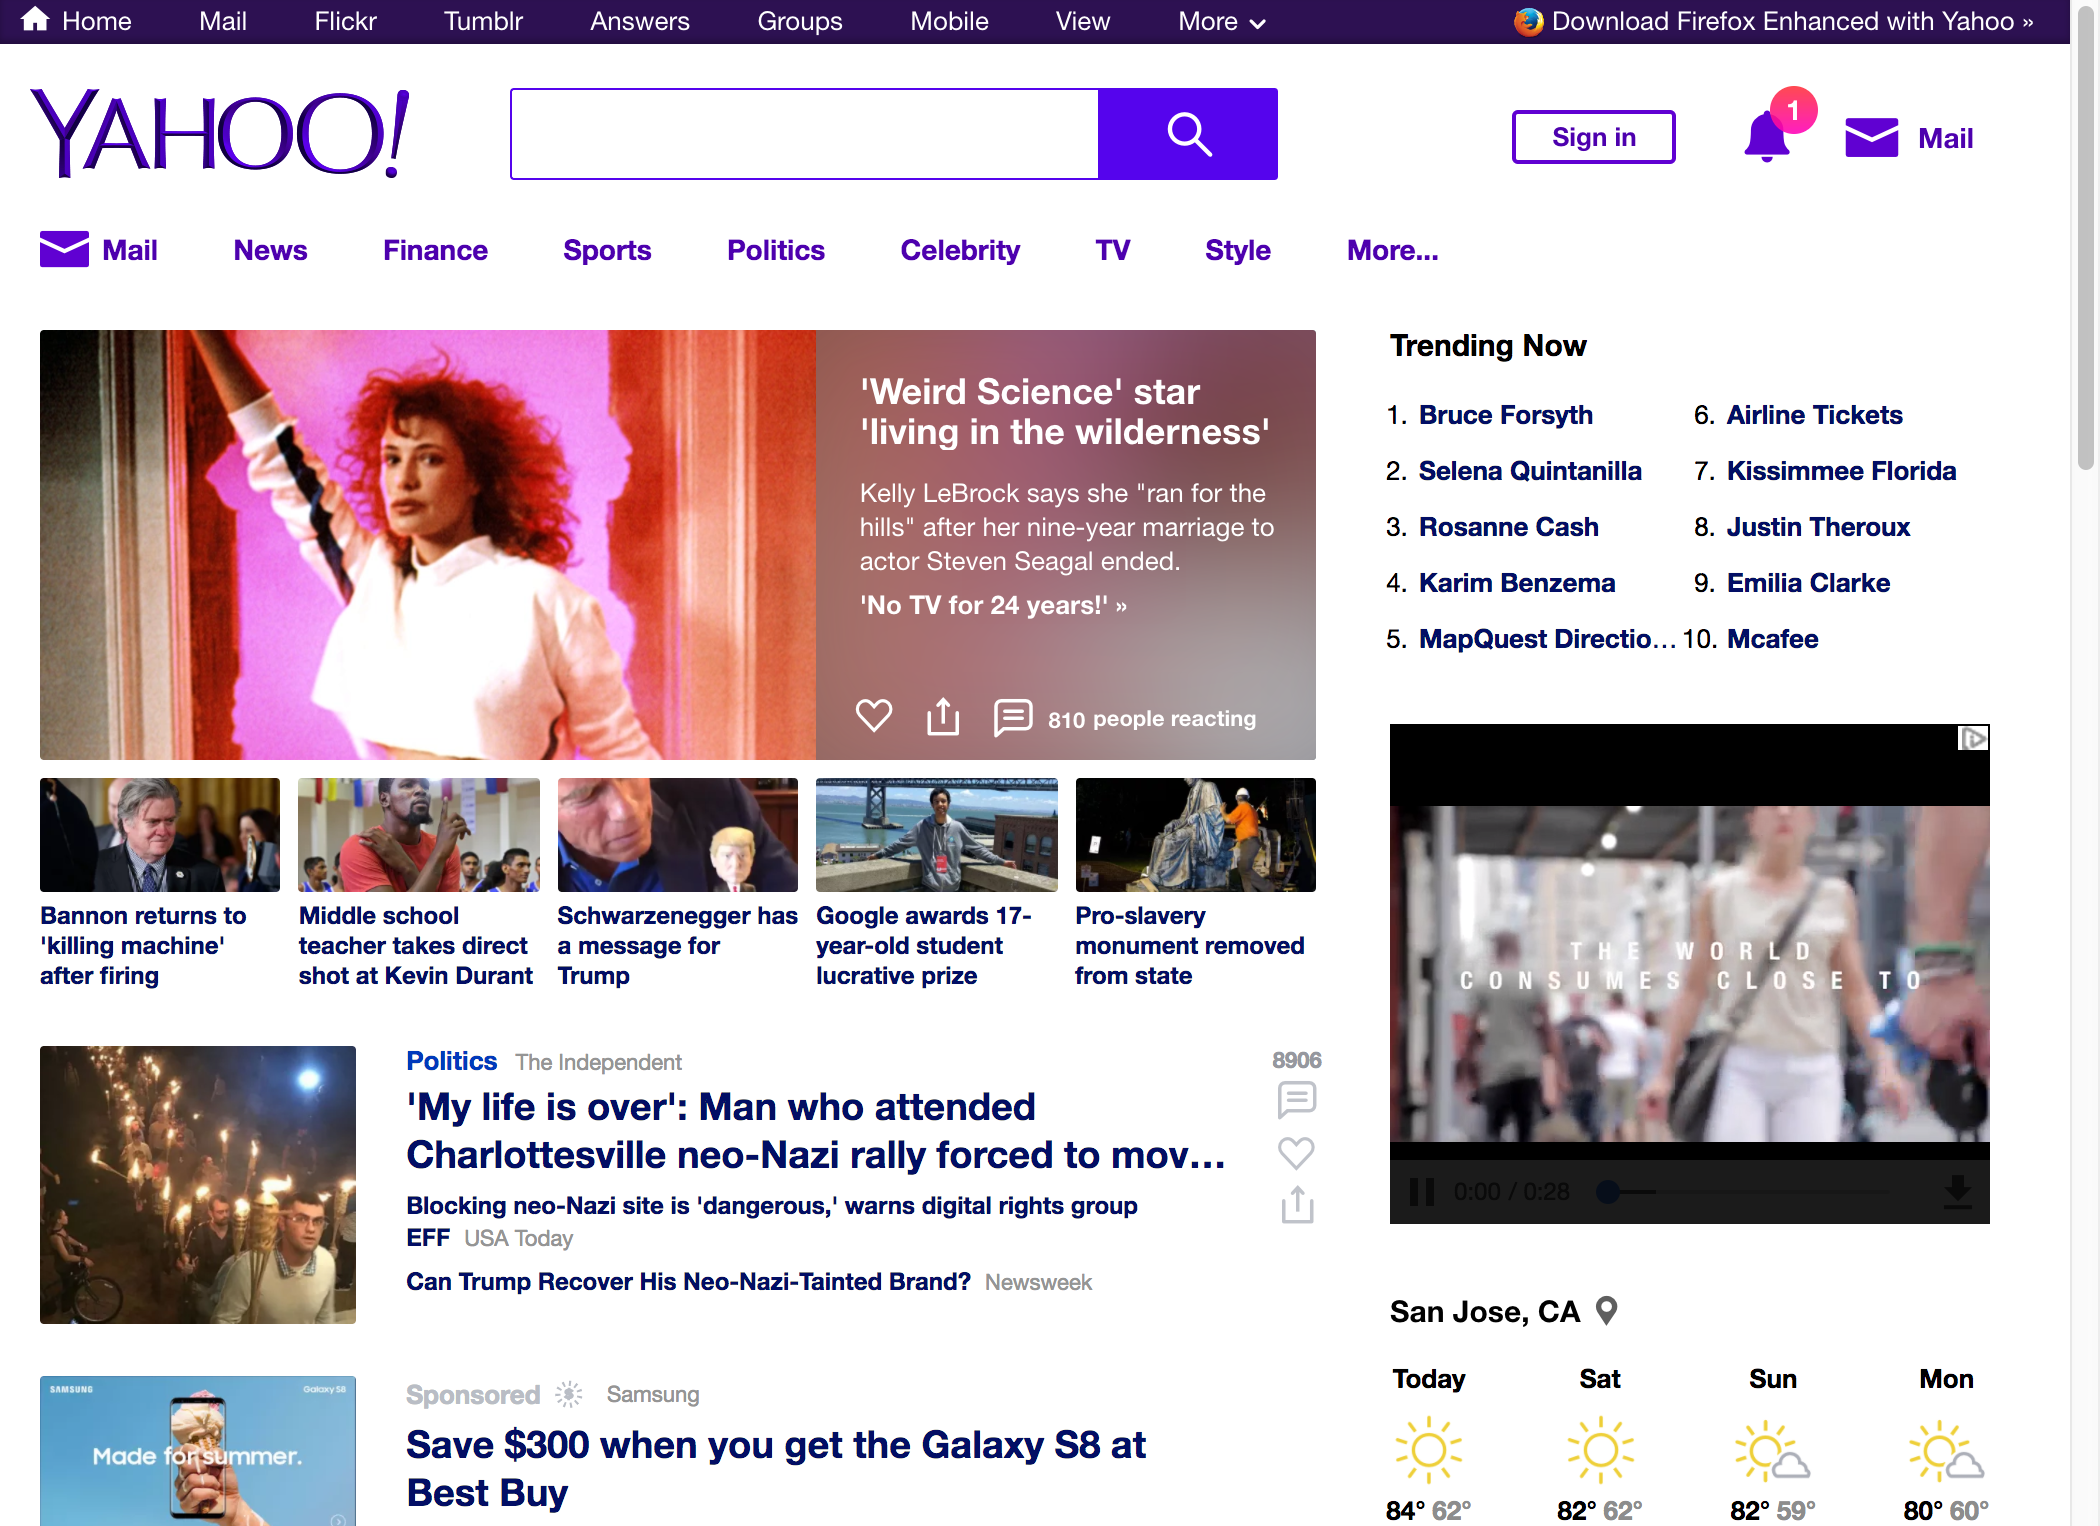 Home Mail Flickr Tumblr Answers Groups Mobile View More Download Firefox Enhanced with Yahoo »
YAHOO!
Sign in
1
Mail
Mail News Finance Sports Politics Celebrity TV Style More...
'Weird Science' star
'living in the wilderness'
Kelly LeBrock says she "ran for the
hills" after her nine-year marriage to
actor Steven Seagal ended.
'No TV for 24 years!' »
810 people reacting
Bannon returns to
'killing machine'
after firing
Middle school
teacher takes direct
shot at Kevin Durant
Schwarzenegger has
a message for
Trump
Google awards 17-
year-old student
lucrative prize
Pro-slavery
monument removed
from state
Politics The Independent
8906
'My life is over': Man who attended
Charlottesville neo-Nazi rally forced to mov...
Blocking neo-Nazi site is 'dangerous,' warns digital rights group
EFF USA Today
Can Trump Recover His Neo-Nazi-Tainted Brand? Newsweek
SAMSUNG Galaxy S8
Made for summer.
Sponsored Samsung
Save $300 when you get the Galaxy S8 at
Best Buy
Trending Now
1. Bruce Forsyth
2. Selena Quintanilla
3. Rosanne Cash
4. Karim Benzema
5. MapQuest Directio...
6. Airline Tickets
7. Kissimmee Florida
8. Justin Theroux
9. Emilia Clarke
10. Mcafee
THE WORLD
CONSUMES CLOSE TO
0:00 / 0:28
San Jose, CA
Today Sat Sun Mon
84° 62° 82° 62° 82° 59° 80° 60°